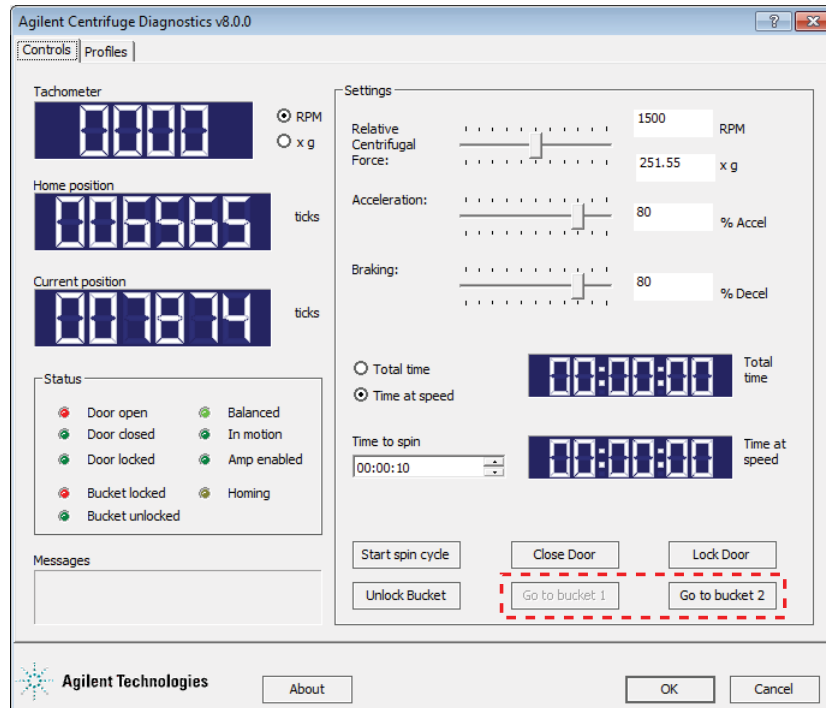 Agilent Centrifuge Diagnostics v8.0.0
Controls
Profiles
Tachometer
0000
RPM
x g
Home position
006565
ticks
Current position
007874
ticks
Status
Door open
Balanced
Door closed
In motion
Door locked
Amp enabled
Bucket locked
Homing
Bucket unlocked
Messages
Settings
Relative
Centrifugal
Force:
1500
RPM
251.55
x g
Acceleration:
80
% Accel
Braking:
80
% Decel
Total time
Time at speed
00:00:00
Total
time
Time to spin
00:00:10
00:00:00
Time at
speed
Start spin cycle
Close Door
Lock Door
Unlock Bucket
Go to bucket 1
Go to bucket 2
Agilent Technologies
About
OK
Cancel